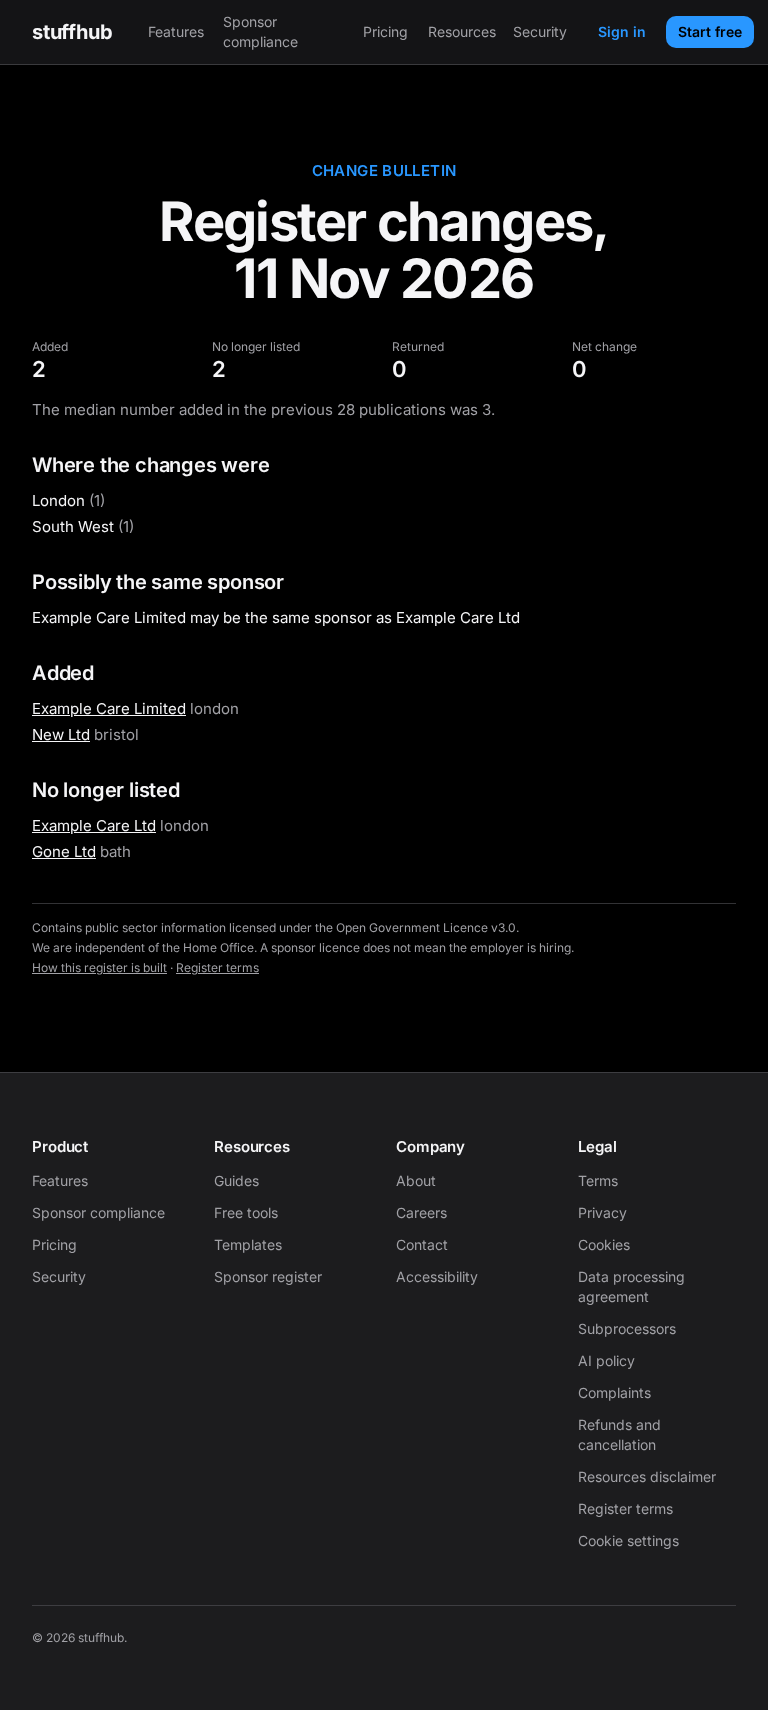 stuffhub
Features
Sponsor
compliance
Pricing
Resources
Security
Sign in
Start free
CHANGE BULLETIN
Register changes,
11 Nov 2026
Added
2
No longer listed
2
Returned
0
Net change
0
The median number added in the previous 28 publications was 3.
Where the changes were
London (1)
South West (1)
Possibly the same sponsor
Example Care Limited may be the same sponsor as Example Care Ltd
Added
Example Care Limited london
New Ltd bristol
No longer listed
Example Care Ltd london
Gone Ltd bath
Contains public sector information licensed under the Open Government Licence v3.0.
We are independent of the Home Office. A sponsor licence does not mean the employer is hiring.
How this register is built · Register terms
Product
Features
Sponsor compliance
Pricing
Security
Resources
Guides
Free tools
Templates
Sponsor register
Company
About
Careers
Contact
Accessibility
Legal
Terms
Privacy
Cookies
Data processing
agreement
Subprocessors
AI policy
Complaints
Refunds and
cancellation
Resources disclaimer
Register terms
Cookie settings
© 2026 stuffhub.